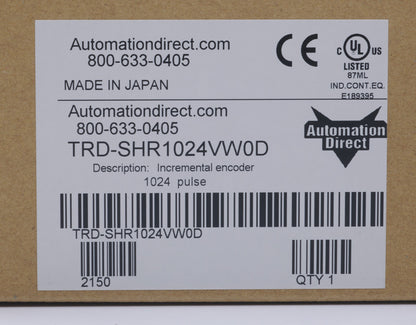 Automationdirect.com
800-633-0405
CE
C UL US
LISTED
87ML
MADE IN JAPAN
IND.CONT.EQ.
E189395
Automationdirect.com
800-633-0405
Automation
Direct
TRD-SHR1024VW0D
Description: Incremental encoder
1024 pulse
TRD-SHR1024VW0D
2150
QTY 1